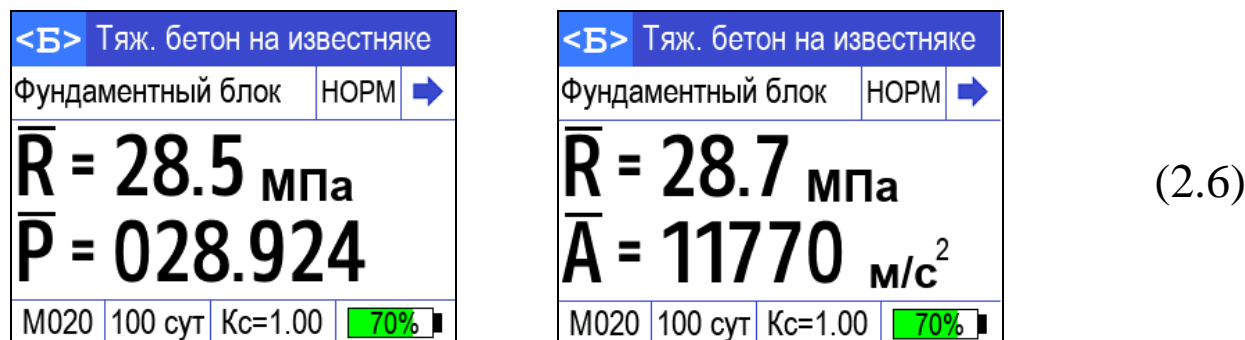 <Б> Тяж. бетон на известняке
Фундаментный блок НОРМ
R̅ = 28.5 МПа
P̅ = 028.924
М020 100 сут Кс=1.00 70%
<Б> Тяж. бетон на известняке
Фундаментный блок НОРМ
R̅ = 28.7 МПа
A̅ = 11770 м/с²
М020 100 сут Кс=1.00 70%
(2.6)